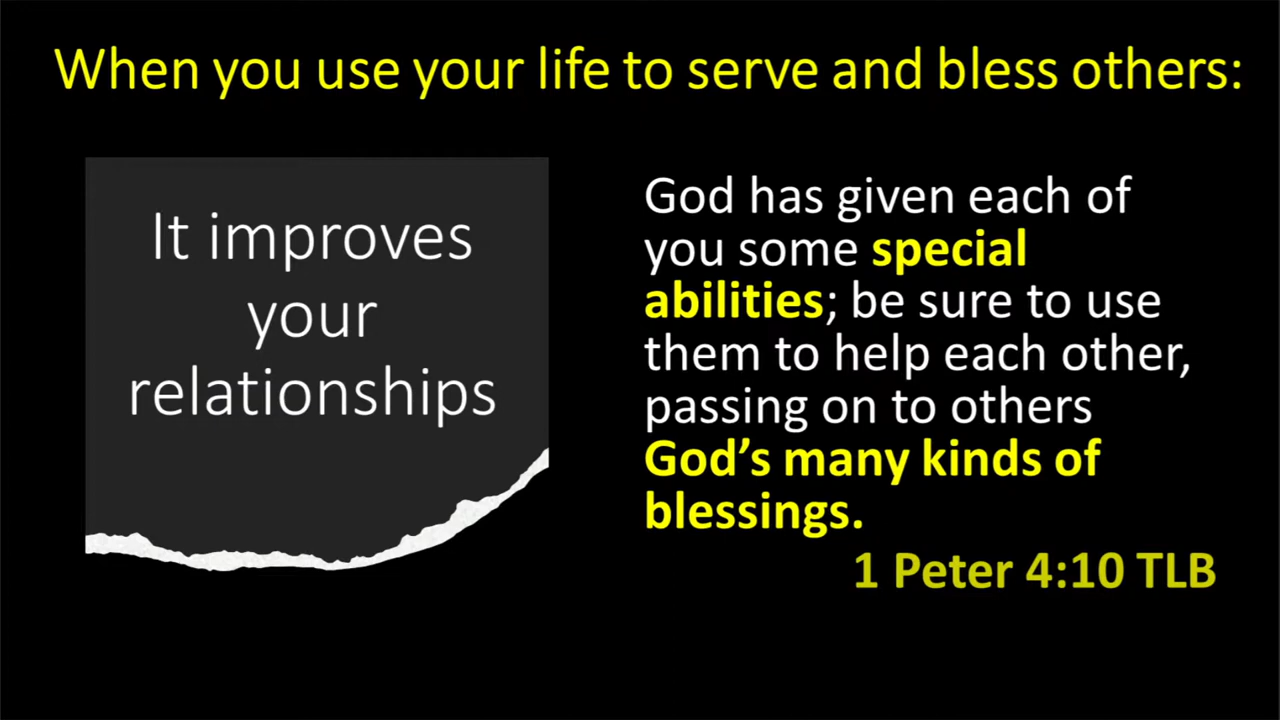 When you use your life to serve and bless others:
It improves
your
relationships
God has given each of
you some special
abilities; be sure to use
them to help each other,
passing on to others
God’s many kinds of
blessings.
1 Peter 4:10 TLB